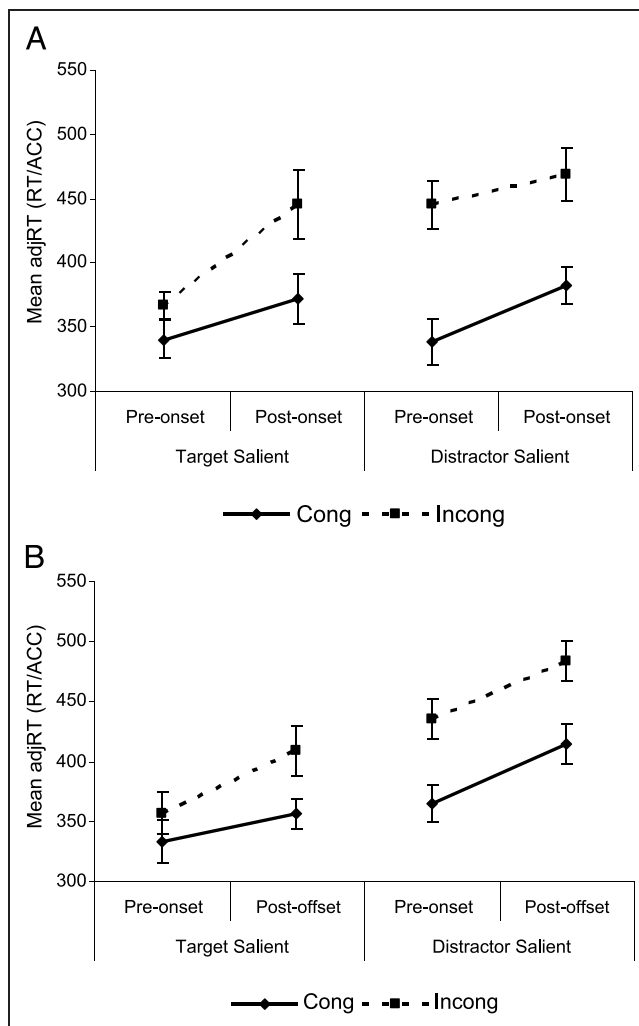 A
550
500
450
400
350
300
Mean adjRT (RT/ACC)
Pre-onset Post-onset Pre-onset Post-onset
Target Salient Distractor Salient
Cong Incong
B
550
500
450
400
350
300
Mean adjRT (RT/ACC)
Pre-onset Post-offset Pre-onset Post-offset
Target Salient Distractor Salient
Cong Incong